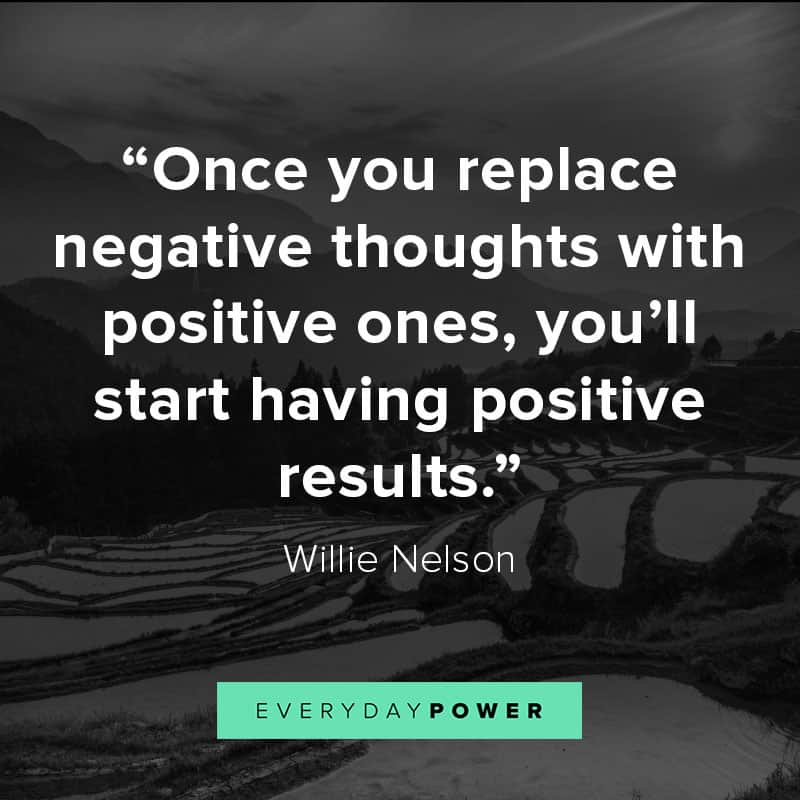 “Once you replace
negative thoughts with
positive ones, you’ll
start having positive
results.”
Willie Nelson
EVERYDAYPOWER